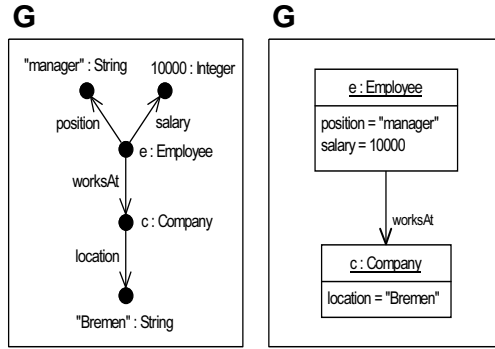 G
"manager" : String
10000 : Integer
position
salary
e : Employee
worksAt
c : Company
location
"Bremen" : String
G
e : Employee
position = "manager"
salary = 10000
worksAt
c : Company
location = "Bremen"